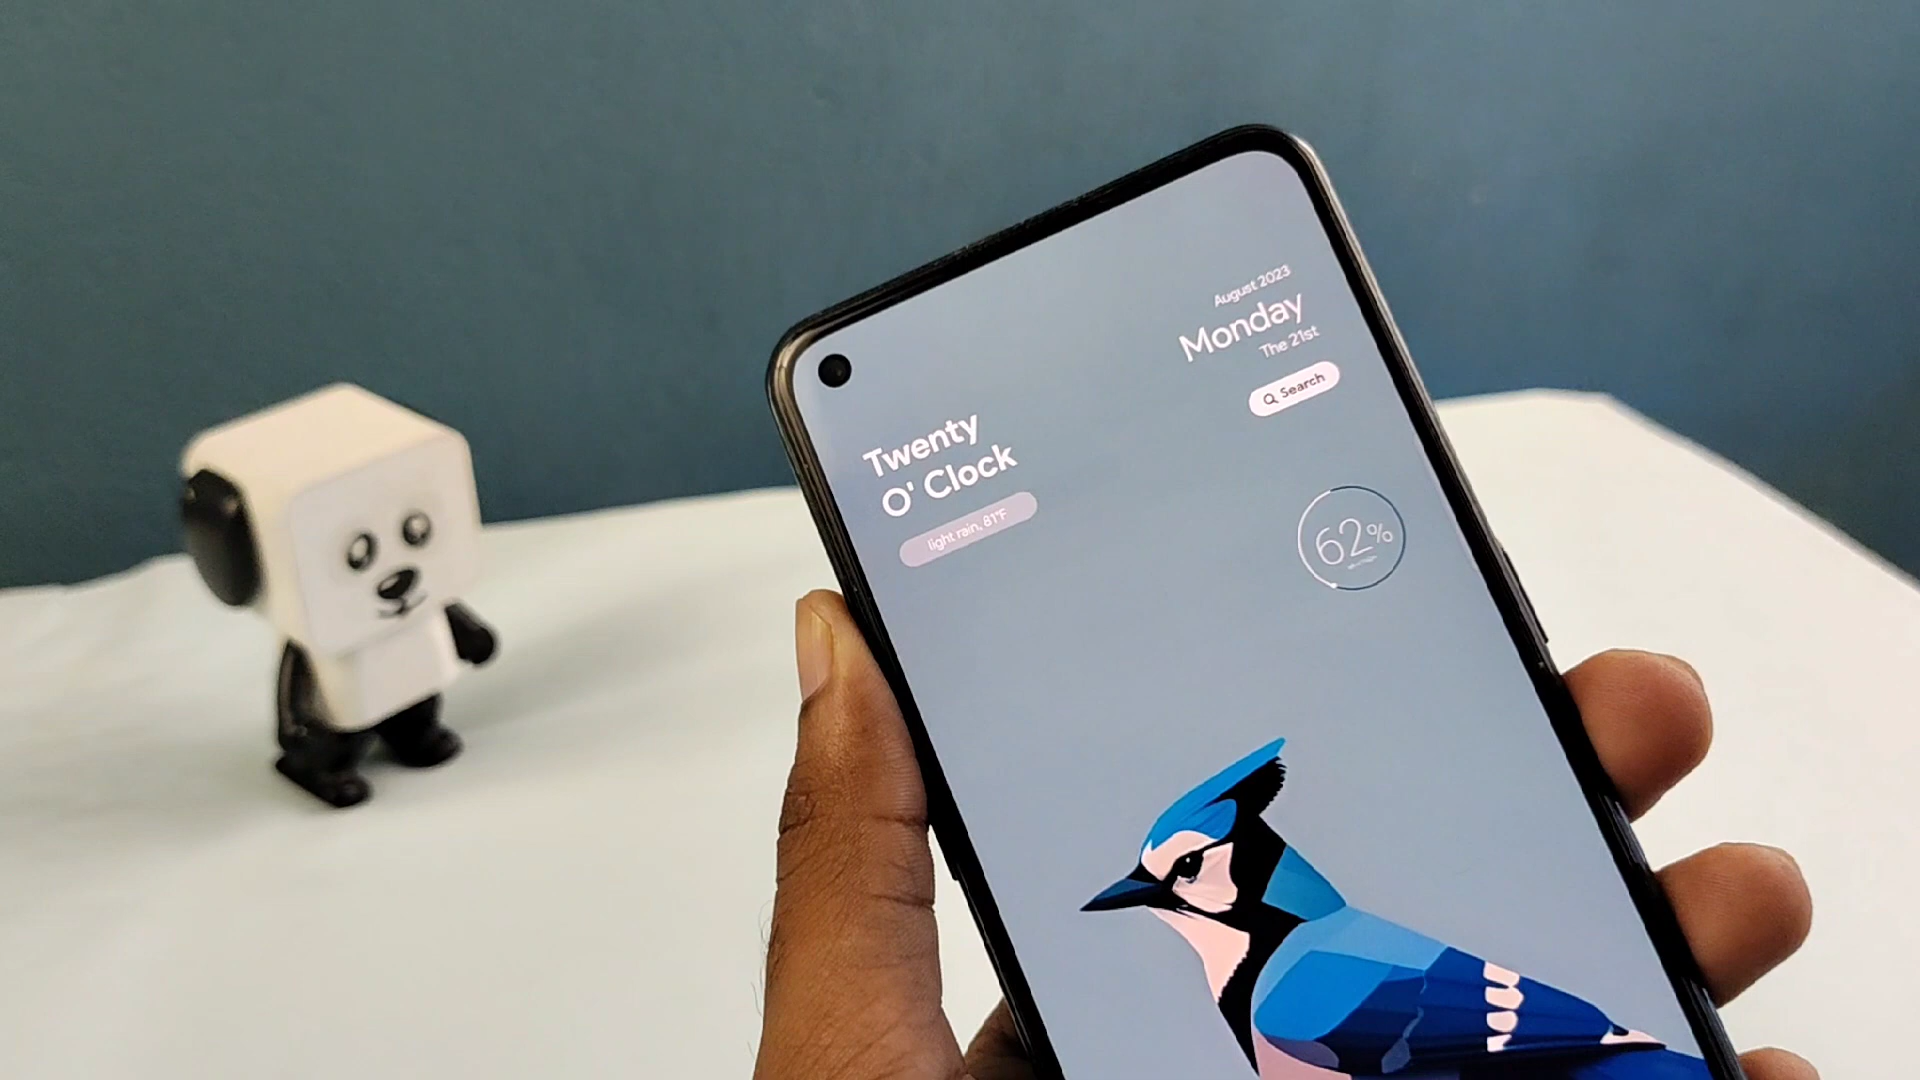 August 2023
Monday
The 21st
Search
Twenty
O' Clock
light rain, 81°F
62%